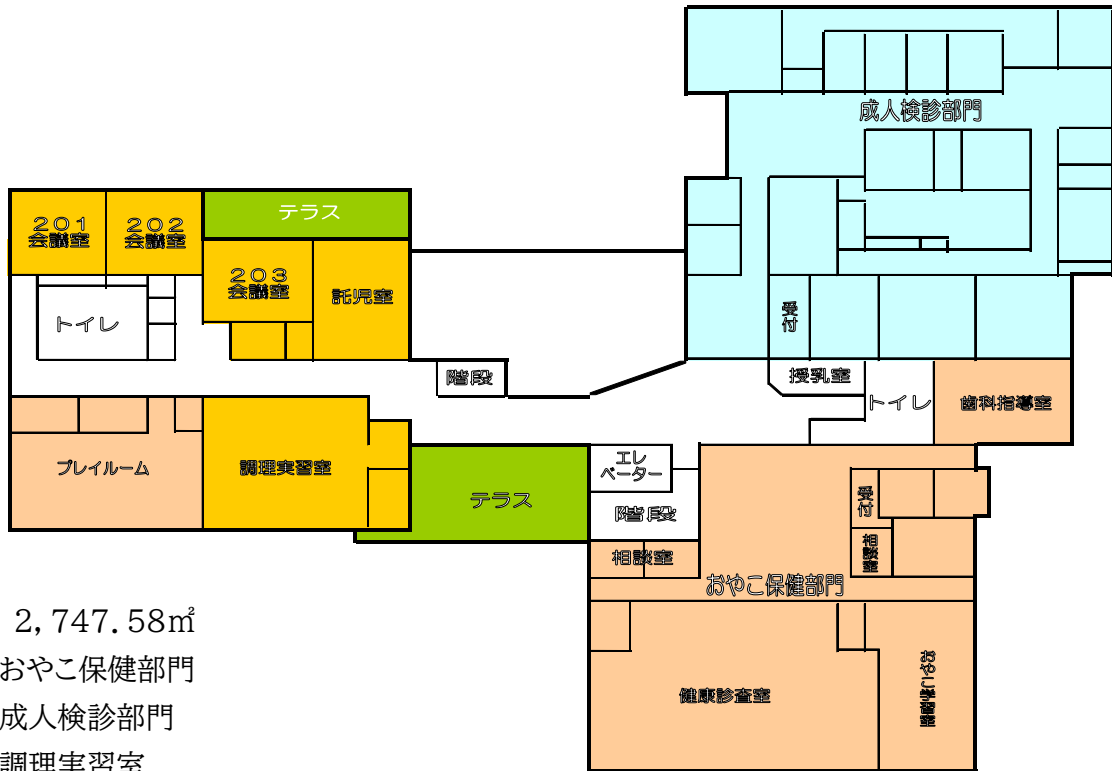 成人検診部門
201
会議室
202
会議室
テラス
203
会議室
託児室
トイレ
受付
階段
授乳室
トイレ
歯科指導室
プレイルーム
調理実習室
テラス
エレ
ベーター
階段
受付
相談室
相談室
おやこ保健部門
健康診査室
おやこ学習室
2,747.58㎡
おやこ保健部門
成人検診部門
調理実習室